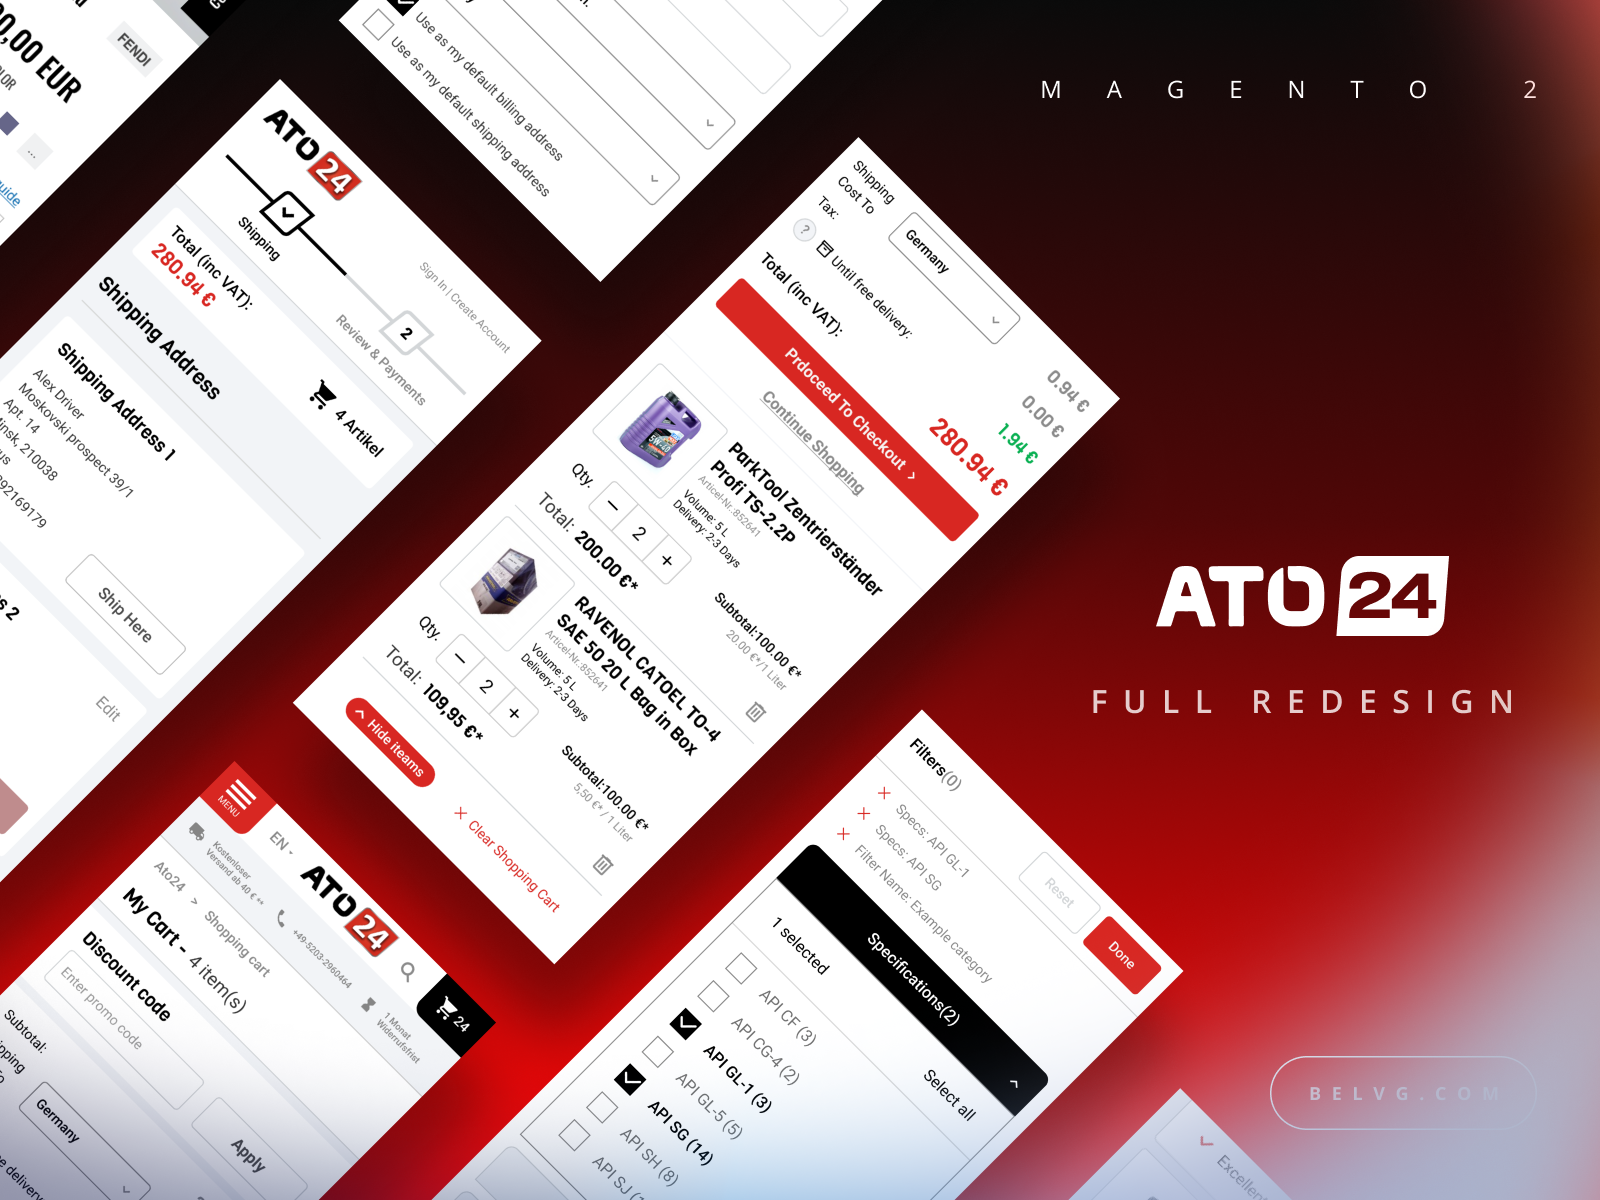 00,00 EUR
FENDI
...
guide
Use as my default billing address
Use as my default shipping address
MAGENTO 2
ATO 24
Shipping
2
Review & Payments
Sign In | Create Account
Total (inc VAT):
280.94 €
4 Artikel
Shipping Address
Shipping Address 1
Alex Driver
Moskovski prospect 39/1
Apt. 14
Minsk, 210038
92169179
Ship Here
Edit
s 2
Shipping
Cost To
Germany
Tax:
?
Until free delivery:
Total (inc VAT):
0.94 €
0.00 €
1.94 €
280.94 €
Prdoceed To Checkout >
Continue Shopping
ParkTool Zentrierständer
Profi TS-2.2P
Articel-Nr.:852641
Volume: 5 L
Delivery: 2-3 Days
Qty.
− 2 +
Total: 200.00 €*
Subtotal:100.00 €*
20.00 €*/1 Liter
RAVENOL CATOEL TO-4
SAE 50 20 L Bag in Box
Articel-Nr.:852641
Volume: 5 L
Delivery: 2-3 Days
Qty.
− 2 +
Total: 109,95 €*
Subtotal:100.00 €*
5,50 €* / 1 Liter
Hide iteams
Clear Shopping Cart
ATO 24
FULL REDESIGN
MENU
EN
ATO 24
24
Kostenloser
Versand ab 40 € **
+49-5203-2960464
1 Monat
Widerrufsfrist
Ato24 > Shopping cart
My Cart - 4 item(s)
Discount code
Enter promo code
Apply
Subtotal:
Germany
e delivery
Filters(0)
Specs: API GL-1
Specs: API SG
Filter Name: Example category
Reset
Done
Specifications(2)
1 selected
Select all
API CF (3)
API CG-4 (2)
API GL-1 (3)
API GL-5 (5)
API SG (14)
API SH (8)
API SJ
Excellent
BELVG.COM